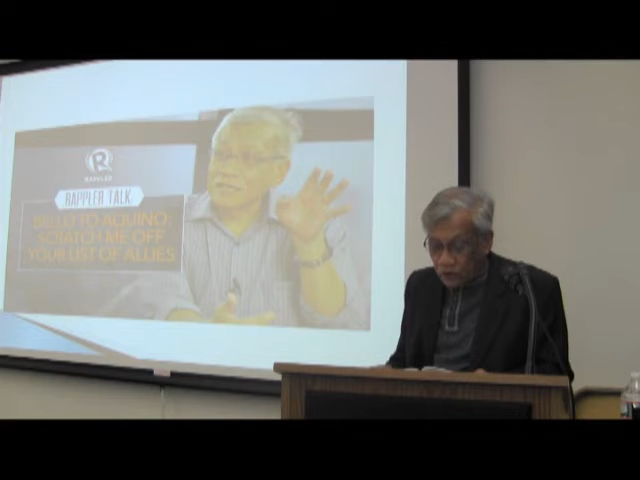 R
RAPPLER
RAPPLER TALK
BELLO TO AQUINO:
SCRATCH ME OFF
YOUR LIST OF ALLIES